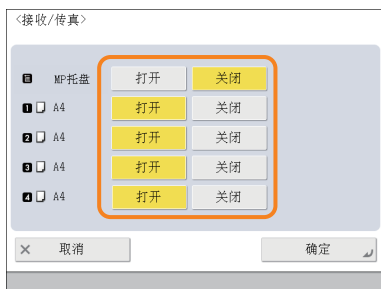 <接收/传真>
MP托盘 打开 关闭
1 A4 打开 关闭
2 A4 打开 关闭
3 A4 打开 关闭
4 A4 打开 关闭
× 取消 确定